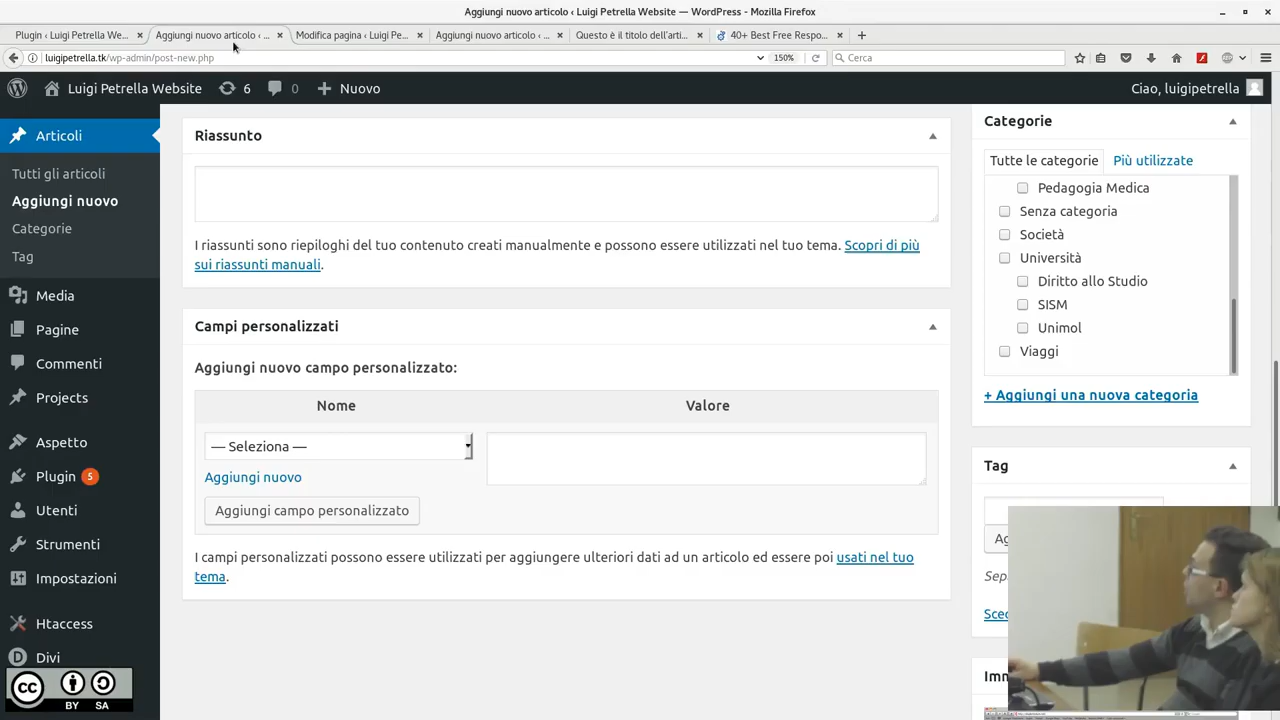 Aggiungi nuovo articolo ‹ Luigi Petrella Website — WordPress - Mozilla Firefox
Plugin ‹ Luigi Petrella We...
Aggiungi nuovo articolo ‹ ...
Modifica pagina ‹ Luigi Pe...
Aggiungi nuovo articolo ‹ ...
Questo è il titolo dell'arti...
40+ Best Free Respo...
luigipetrella.tk/wp-admin/post-new.php
150%
Cerca
Luigi Petrella Website
6
0
Nuovo
Ciao, luigipetrella
Articoli
Tutti gli articoli
Aggiungi nuovo
Categorie
Tag
Media
Pagine
Commenti
Projects
Aspetto
Plugin 5
Utenti
Strumenti
Impostazioni
Htaccess
Divi
Riassunto
I riassunti sono riepiloghi del tuo contenuto creati manualmente e possono essere utilizzati nel tuo tema. Scopri di più
sui riassunti manuali.
Campi personalizzati
Aggiungi nuovo campo personalizzato:
Nome
Valore
— Seleziona —
Aggiungi nuovo
Aggiungi campo personalizzato
I campi personalizzati possono essere utilizzati per aggiungere ulteriori dati ad un articolo ed essere poi usati nel tuo
tema.
Categorie
Tutte le categorie
Più utilizzate
Pedagogia Medica
Senza categoria
Società
Università
Diritto allo Studio
SISM
Unimol
Viaggi
+ Aggiungi una nuova categoria
Tag
cc
BY SA